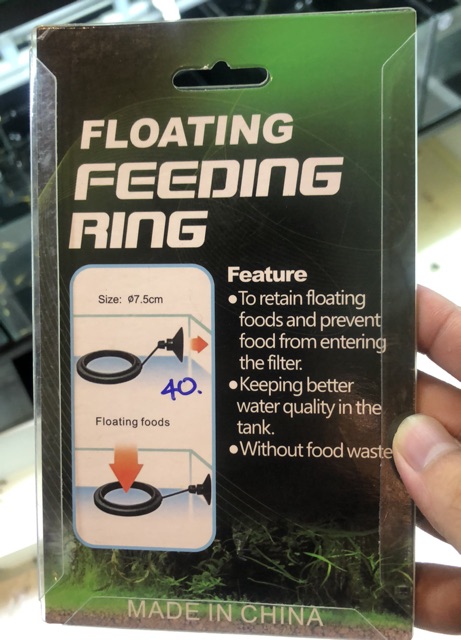 FLOATING
FEEDING
RING
Size: ø7.5cm
40.
Floating foods
Feature
●To retain floating
foods and prevent
food from entering
the filter.
●Keeping better
water quality in the
tank.
●Without food waste
MADE IN CHINA